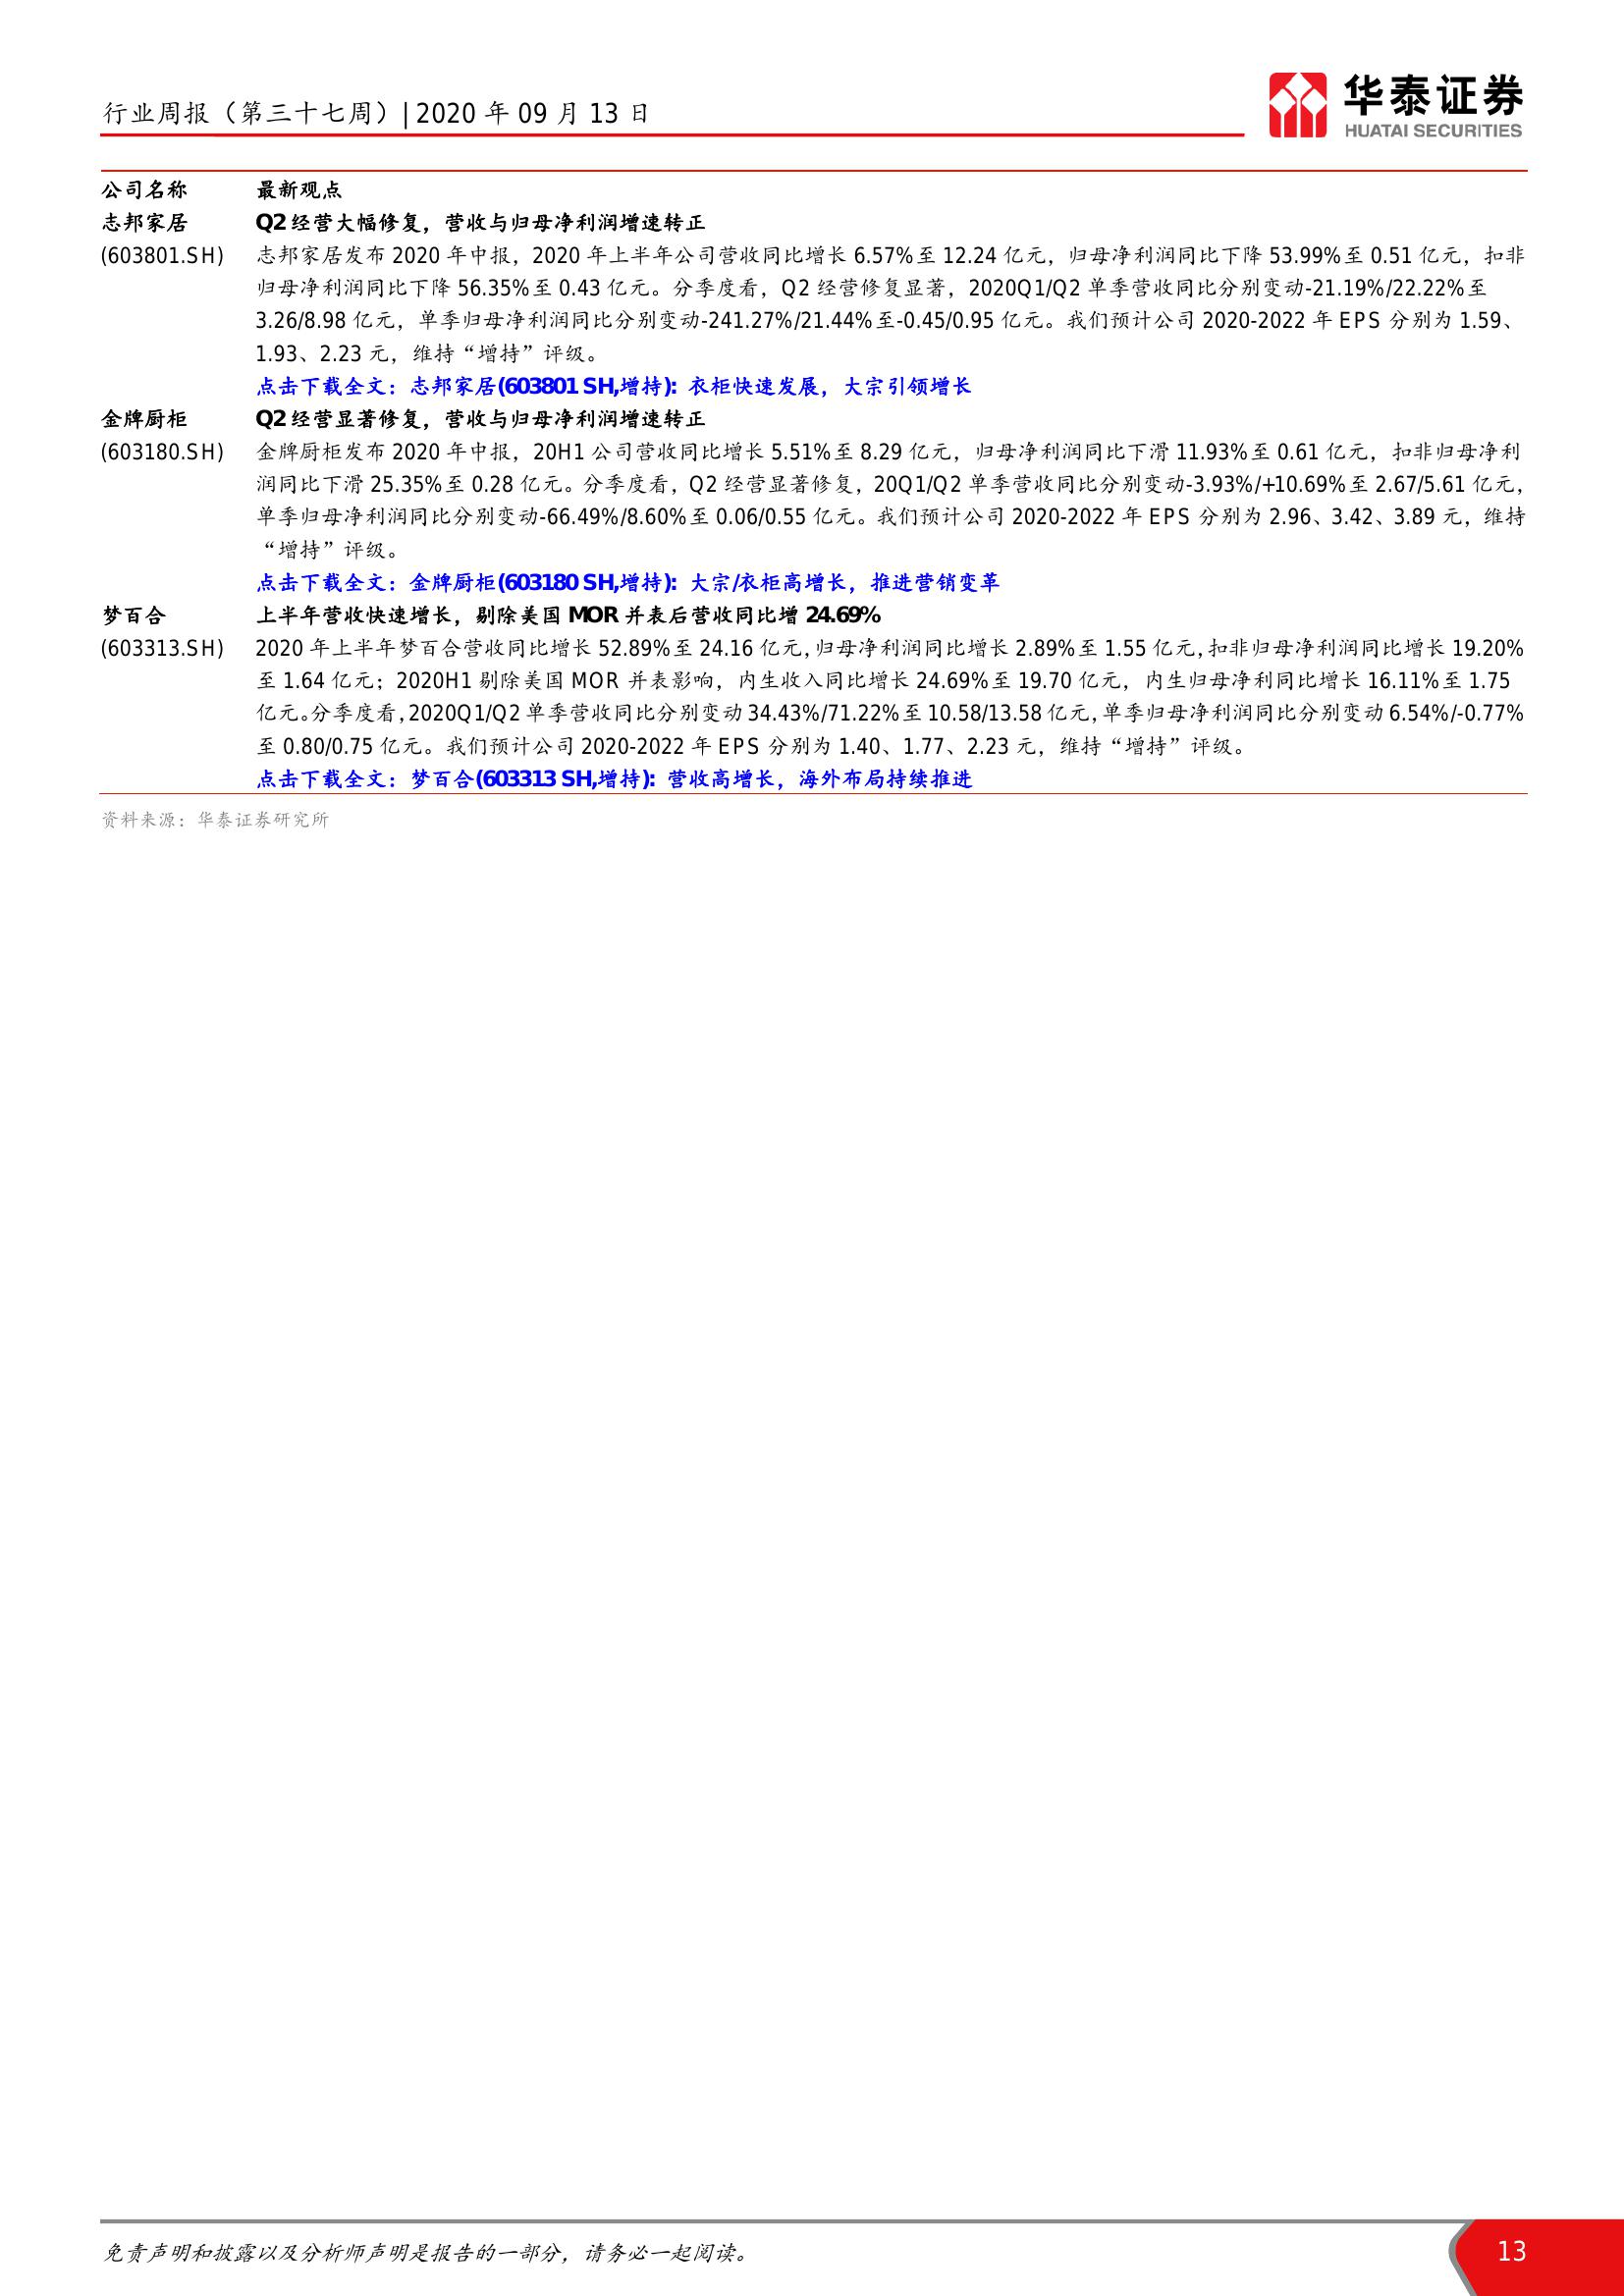 行业周报（第三十七周）| 2020 年 09 月 13 日
华泰证券
HUATAI SECURITIES
公司名称 最新观点
志邦家居 Q2 经营大幅修复，营收与归母净利润增速转正
(603801.SH) 志邦家居发布 2020 年中报，2020 年上半年公司营收同比增长 6.57%至 12.24 亿元，归母净利润同比下降 53.99%至 0.51 亿元，扣非
归母净利润同比下降 56.35%至 0.43 亿元。分季度看，Q2 经营修复显著，2020Q1/Q2 单季营收同比分别变动-21.19%/22.22%至
3.26/8.98 亿元，单季归母净利润同比分别变动-241.27%/21.44%至-0.45/0.95 亿元。我们预计公司 2020-2022 年 EPS 分别为 1.59、
1.93、2.23 元，维持“增持”评级。
点击下载全文：志邦家居(603801 SH,增持): 衣柜快速发展，大宗引领增长
金牌厨柜 Q2 经营显著修复，营收与归母净利润增速转正
(603180.SH) 金牌厨柜发布 2020 年中报，20H1 公司营收同比增长 5.51%至 8.29 亿元，归母净利润同比下滑 11.93%至 0.61 亿元，扣非归母净利
润同比下滑 25.35%至 0.28 亿元。分季度看，Q2 经营显著修复，20Q1/Q2 单季营收同比分别变动-3.93%/+10.69%至 2.67/5.61 亿元，
单季归母净利润同比分别变动-66.49%/8.60%至 0.06/0.55 亿元。我们预计公司 2020-2022 年 EPS 分别为 2.96、3.42、3.89 元，维持
“增持”评级。
点击下载全文：金牌厨柜(603180 SH,增持): 大宗/衣柜高增长，推进营销变革
梦百合 上半年营收快速增长，剔除美国 MOR 并表后营收同比增 24.69%
(603313.SH) 2020 年上半年梦百合营收同比增长 52.89%至 24.16 亿元，归母净利润同比增长 2.89%至 1.55 亿元，扣非归母净利润同比增长 19.20%
至 1.64 亿元；2020H1 剔除美国 MOR 并表影响，内生收入同比增长 24.69%至 19.70 亿元，内生归母净利同比增长 16.11%至 1.75
亿元。分季度看，2020Q1/Q2 单季营收同比分别变动 34.43%/71.22%至 10.58/13.58 亿元，单季归母净利润同比分别变动 6.54%/-0.77%
至 0.80/0.75 亿元。我们预计公司 2020-2022 年 EPS 分别为 1.40、1.77、2.23 元，维持“增持”评级。
点击下载全文：梦百合(603313 SH,增持): 营收高增长，海外布局持续推进
资料来源：华泰证券研究所
免责声明和披露以及分析师声明是报告的一部分，请务必一起阅读。
13